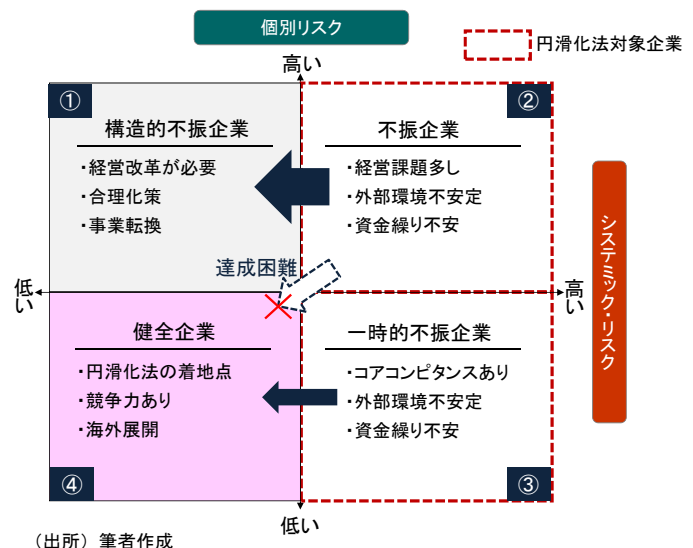 個別リスク
円滑化法対象企業
高い
①
構造的不振企業
・経営改革が必要
・合理化策
・事業転換
②
不振企業
・経営課題多し
・外部環境不安定
・資金繰り不安
システミック・リスク
達成困難
低い
高い
健全企業
・円滑化法の着地点
・競争力あり
・海外展開
④
一時的不振企業
・コアコンピタンスあり
・外部環境不安定
・資金繰り不安
③
低い
（出所）筆者作成